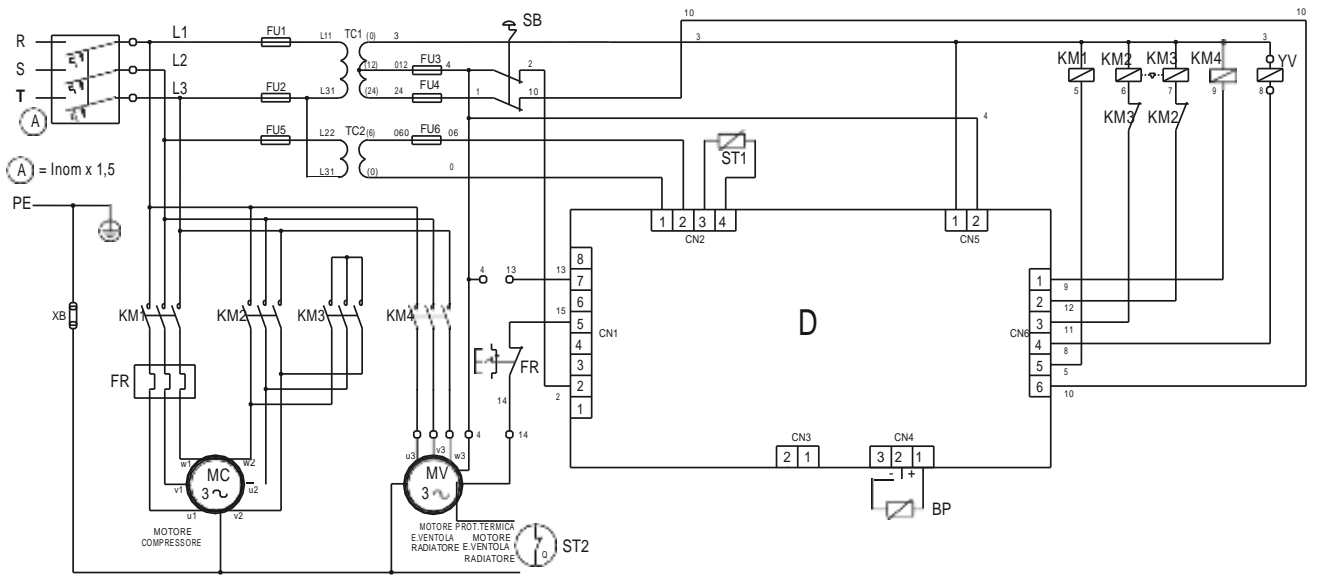 10 10
R L1 FU1 L11 TC1 (0) 3 SB 3 3
S L2 (12) 012 FU3 4 2 KM1 KM2 KM3 KM4 YV
T L3 FU2 L31 (24) 24 FU4 1 10 5 6 7 9 8
A KM3 KM2
FU5 L22 TC2 (6) 060 FU6 06 4
ST1
L31 (0) 0
A = Inom x 1,5
PE
1 2 3 4
CN2
1 2
CN5
8
4 13 13 7
6
15 5
CN1
4
3
2 2
1
D
1 9
2 12
3 11
CN6
4 8
5 5
6 10
XB KM1 KM2 KM3 KM4
FR FR
14
4 14
CN3
2 1
CN4
3 2 1
- +
BP
w1 w2 u3 v3 w3
MC
3
v1 u2
u1 v2
MV
3
MOTORE
COMPRESSORE
MOTORE
E.VENTOLA
RADIATORE
PROT.TERMICA
MOTORE
E.VENTOLA
RADIATORE
Q
ST2